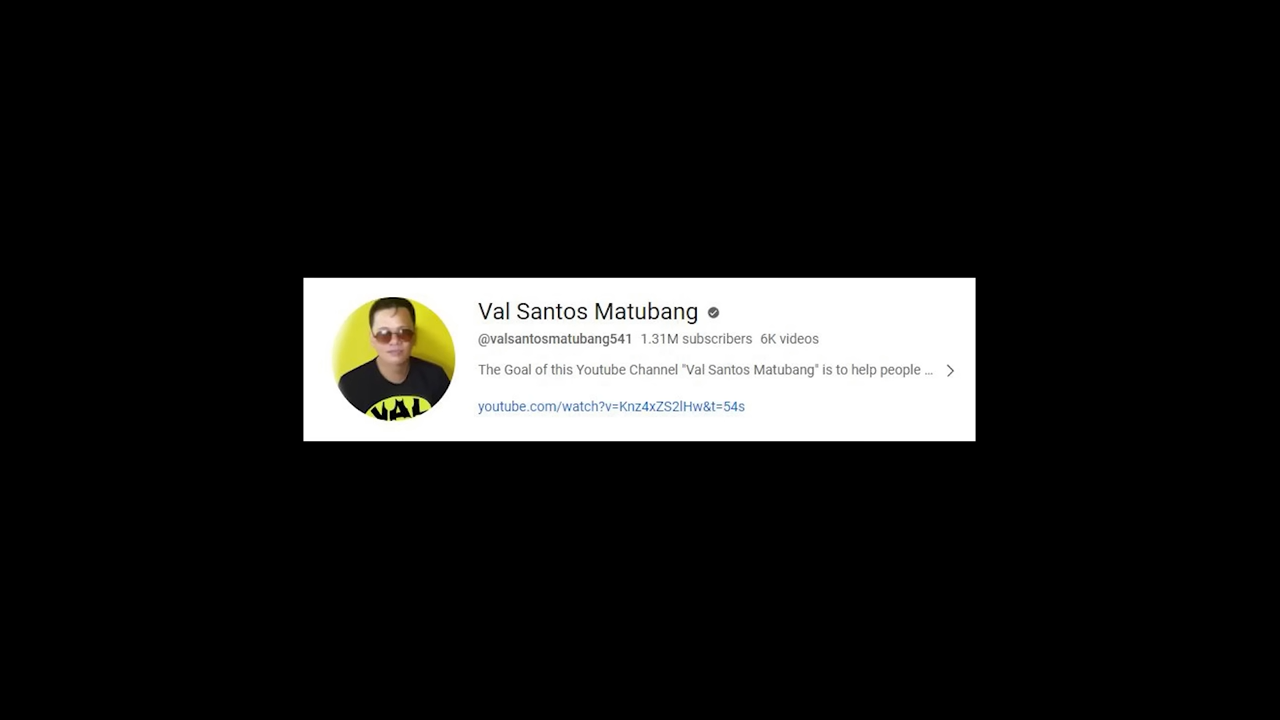 Val Santos Matubang
@valsantosmatubang541 1.31M subscribers 6K videos
The Goal of this Youtube Channel "Val Santos Matubang" is to help people ...
youtube.com/watch?v=Knz4xZS2lHw&t=54s
VAL